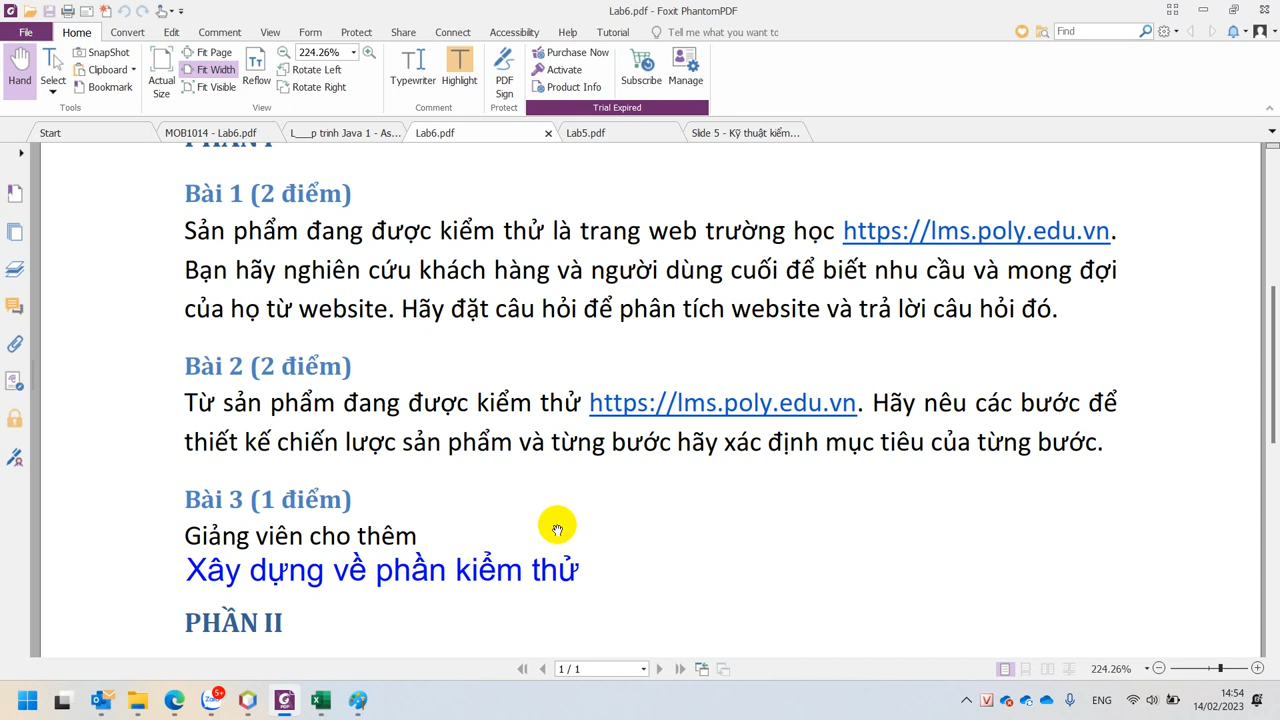 Lab6.pdf - Foxit PhantomPDF
File Home Convert Edit Comment View Form Protect Share Connect Accessibility Help Tutorial Tell me what you want to Find
Hand Select SnapShot Clipboard Bookmark Actual Size Fit Page Fit Width Fit Visible Reflow 224.26% Rotate Left Rotate Right Typewriter Highlight PDF Sign Purchase Now Activate Product Info Subscribe Manage
Tools View Comment Protect Trial Expired
Start MOB1014 - Lab6.pdf L___p trinh Java 1 - As... Lab6.pdf Lab5.pdf Slide 5 - Kỹ thuật kiểm...
PHẦN I
Bài 1 (2 điểm)
Sản phẩm đang được kiểm thử là trang web trường học https://lms.poly.edu.vn.
Bạn hãy nghiên cứu khách hàng và người dùng cuối để biết nhu cầu và mong đợi
của họ từ website. Hãy đặt câu hỏi để phân tích website và trả lời câu hỏi đó.
Bài 2 (2 điểm)
Từ sản phẩm đang được kiểm thử https://lms.poly.edu.vn. Hãy nêu các bước để
thiết kế chiến lược sản phẩm và từng bước hãy xác định mục tiêu của từng bước.
Bài 3 (1 điểm)
Giảng viên cho thêm
Xây dựng về phần kiểm thử
PHẦN II
1 / 1 224.26%
5+ Zalo PDF ENG 14:54
14/02/2023